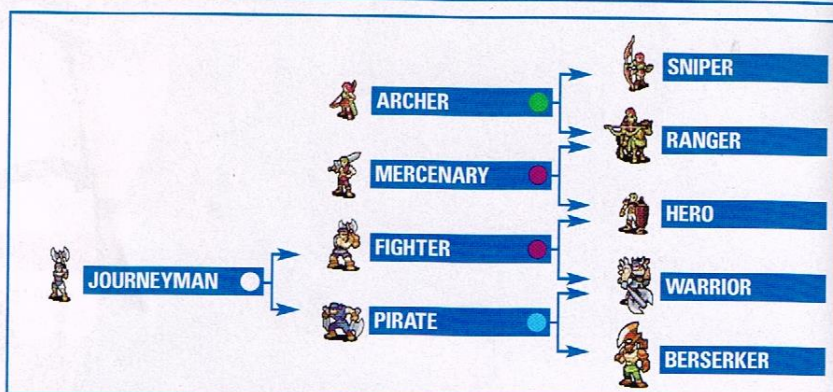 JOURNEYMAN
ARCHER
MERCENARY
FIGHTER
PIRATE
SNIPER
RANGER
HERO
WARRIOR
BERSERKER